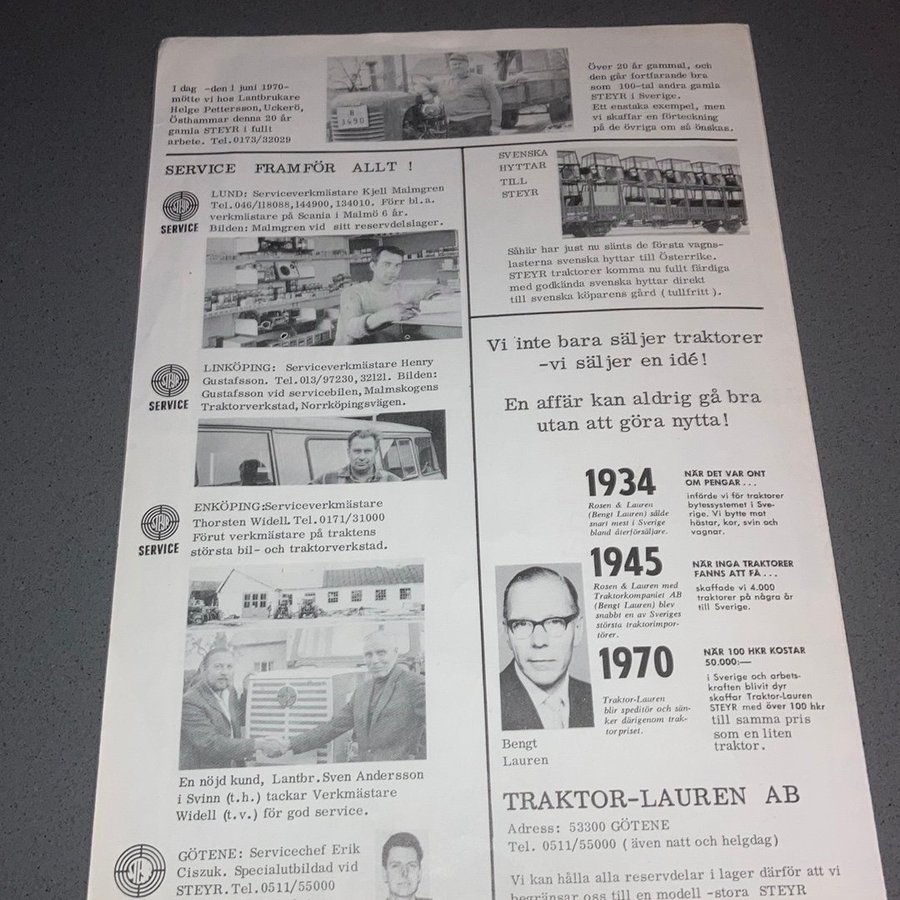 I dag -den 1 juni 1970-
mötte vi hos Lantbrukare
Helge Pettersson, Uckerö,
Östhammar denna 20 år
gamla STEYR i fullt
arbete. Tel. 0173/32029
B
3490
Över 20 år gammal, och
den går fortfarande bra
som 100-tal andra gamla
STEYR i Sverige.
Ett enstaka exempel, men
vi skaffar en förteckning
på de övriga om så önskas.
SERVICE FRAMFÖR ALLT !
STEYR
SERVICE
LUND: Serviceverkmästare Kjell Malmgren
Tel. 046/118088, 144900, 134010. Förr bl.a.
verkmästare på Scania i Malmö 6 år.
Bilden: Malmgren vid sitt reservdelslager.
STEYR
SERVICE
LINKÖPING: Serviceverkmästare Henry
Gustafsson. Tel. 013/97230, 32121. Bilden:
Gustafsson vid servicebilen, Malmskogens
Traktorverkstad, Norrköpingsvägen.
STEYR
SERVICE
ENKÖPING:Serviceverkmästare
Thorsten Widell. Tel. 0171/31000
Förut verkmästare på traktens
största bil- och traktorverkstad.
En nöjd kund, Lantbr. Sven Andersson
i Svinn (t.h.) tackar Verkmästare
Widell (t.v.) för god service.
STEYR
GÖTENE: Servicechef Erik
Ciszuk. Specialutbildad vid
STEYR. Tel. 0511/55000
SVENSKA
HYTTAR
TILL
STEYR
Såhär har just nu sänts de första vagns-
lasterna svenska hyttar till Österrike.
STEYR traktorer komma nu fullt färdiga
med godkända svenska hyttar direkt
till svenska köparens gård ( tullfritt ).
Vi inte bara säljer traktorer
-vi säljer en idé!
En affär kan aldrig gå bra
utan att göra nytta!
1934
Rosen & Lauren
(Bengt Lauren) sålde
snart mest i Sverige
bland återförsäljare.
NÄR DET VAR ONT
OM PENGAR . . .
införde vi för traktorer
bytessystemet i Sve-
rige. Vi bytte mot
hästar, kor, svin och
vagnar.
1945
Rosen & Lauren med
Traktorkompaniet AB
(Bengt Lauren) blev
snabbt en av Sveriges
största traktorimpor-
törer.
NÄR INGA TRAKTORER
FANNS ATT FÅ . . .
skaffade vi 4.000
traktorer på några år
till Sverige.
1970
Traktor-Lauren
blir speditör och sän-
ker därigenom trak-
torpriset.
NÄR 100 HKR KOSTAR
50.000:—
i Sverige och arbets-
kraften blivit dyr
skaffar Traktor-Lauren
STEYR med över 100 hkr
till samma pris
som en liten
traktor.
Bengt
Lauren
TRAKTOR-LAUREN AB
Adress: 53300 GÖTENE
Tel. 0511/55000 ( även natt och helgdag)
Vi kan hålla alla reservdelar i lager därför att vi
begränsar oss till en modell -stora STEYR